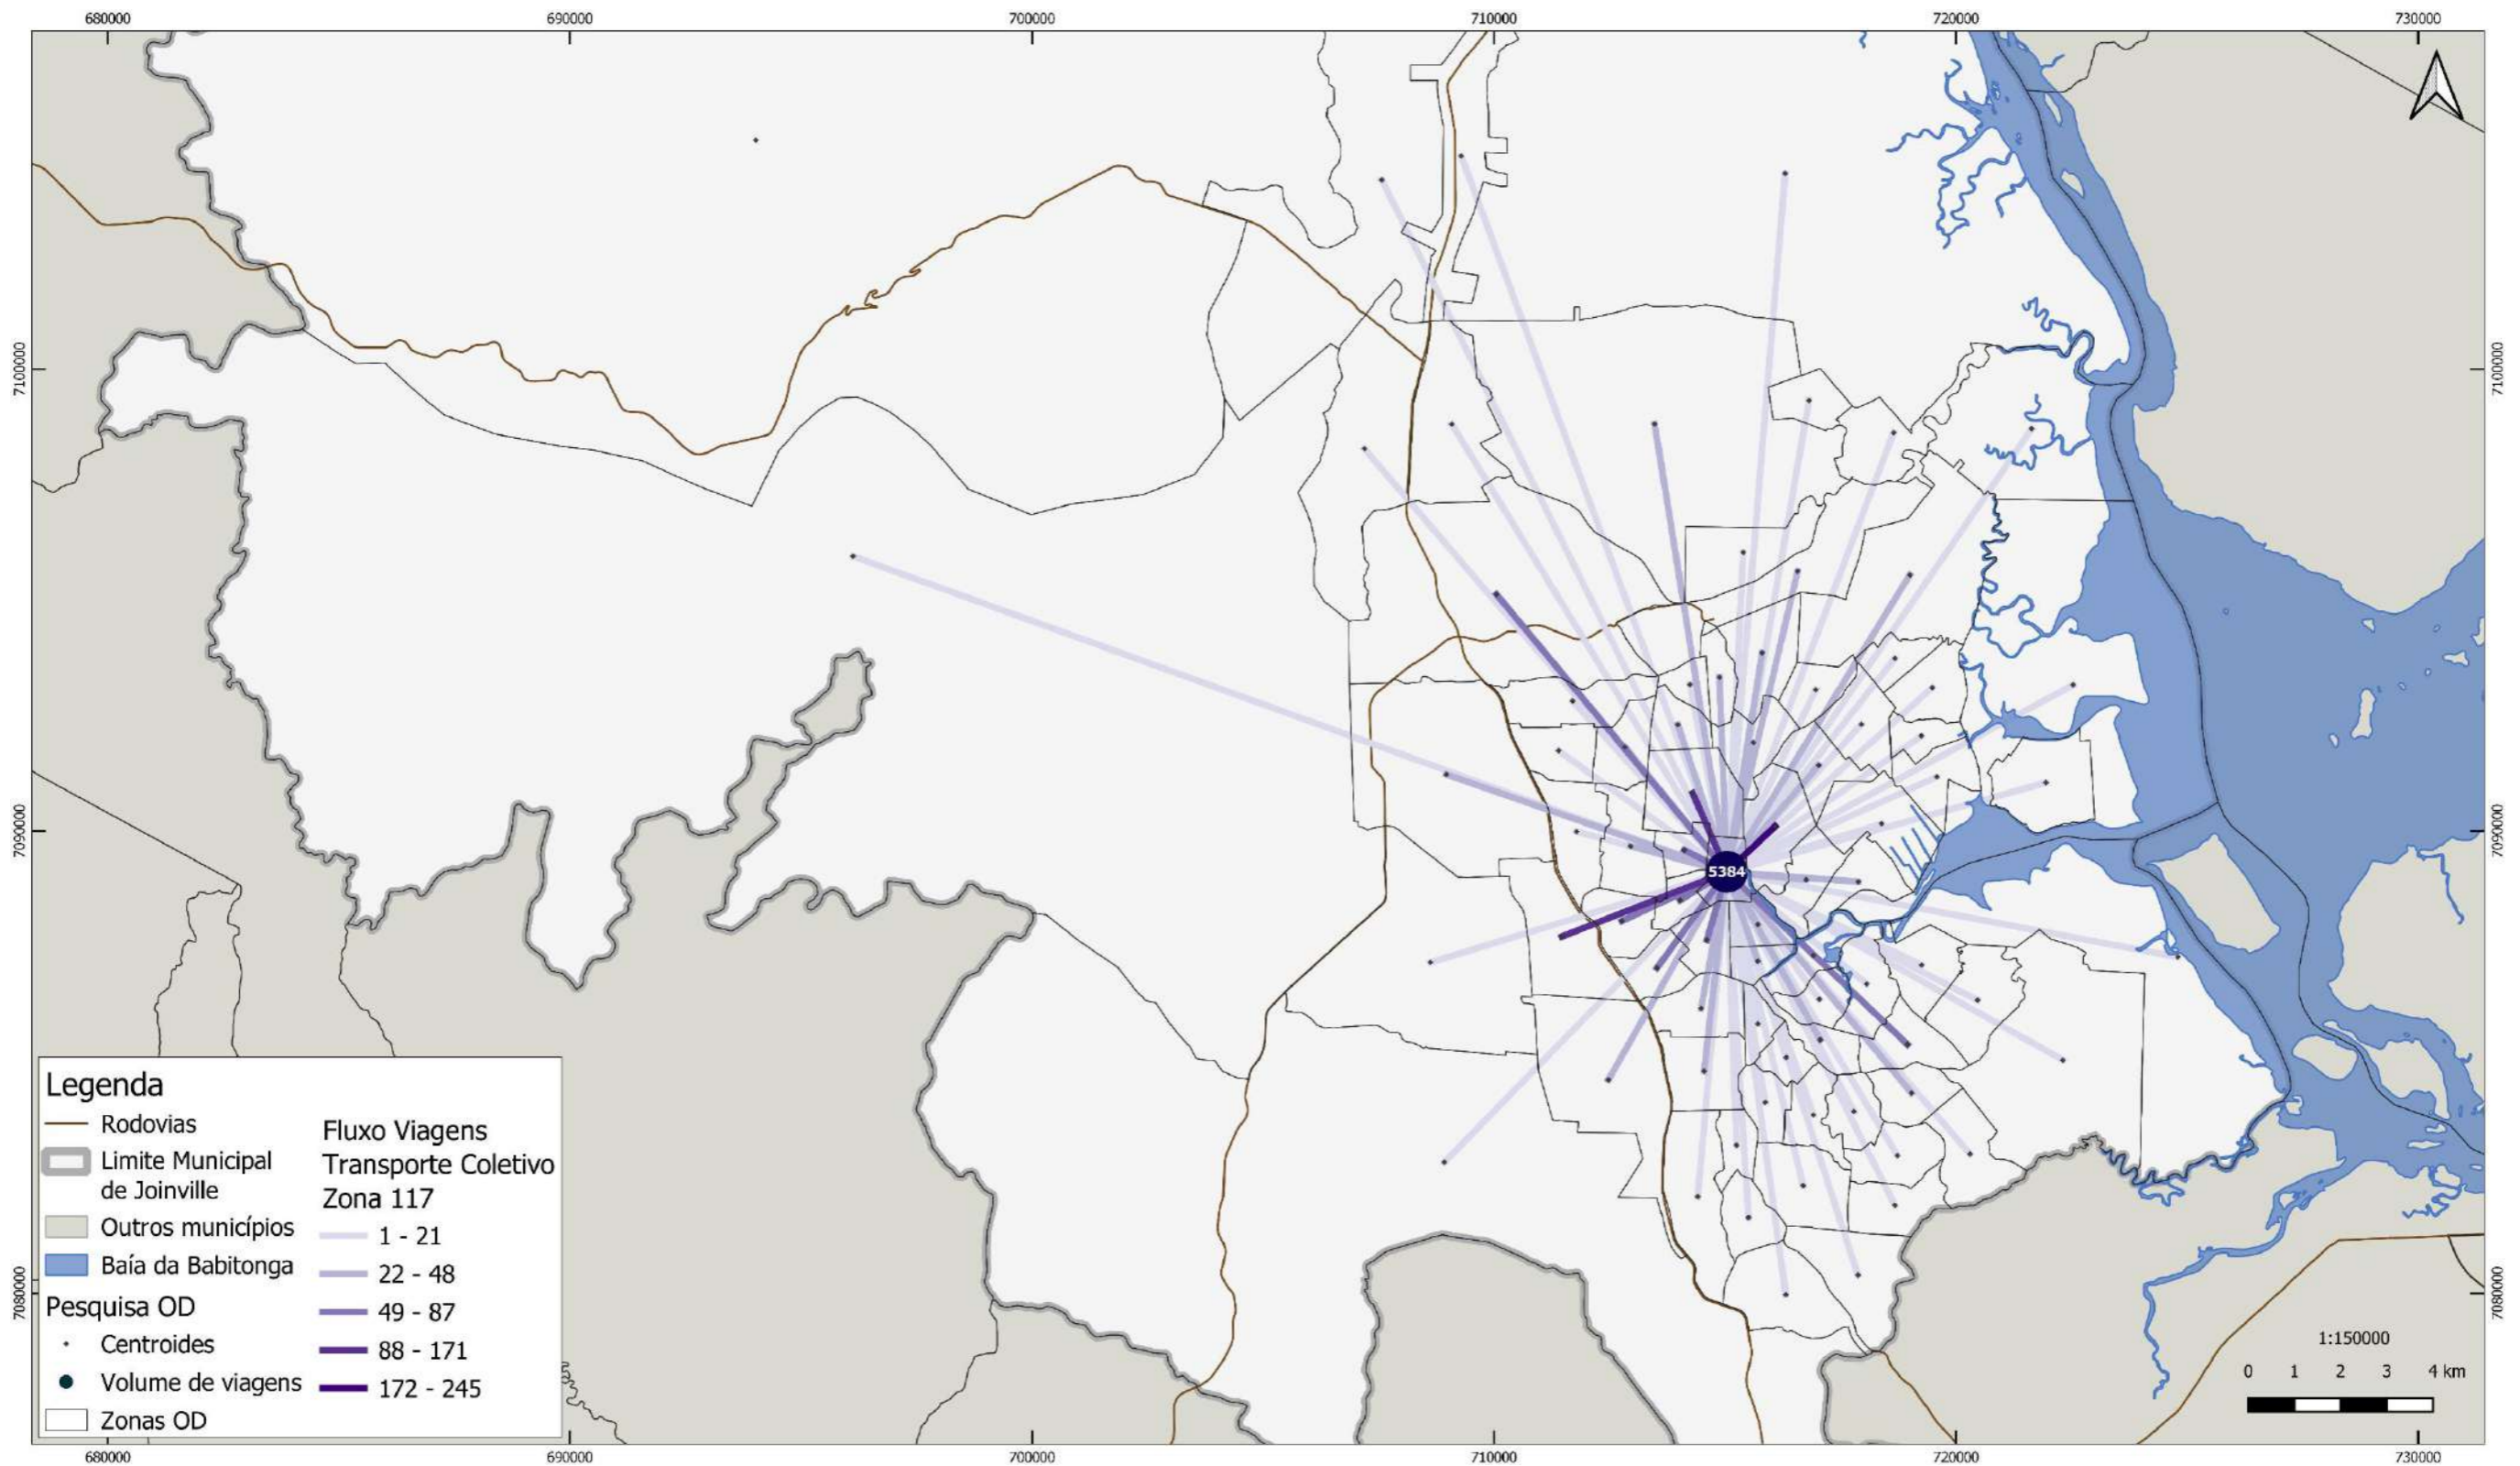 680000 690000 700000 710000 720000 730000
7100000 7100000
7090000 7090000
5384
7080000 7080000
Legenda
Rodovias
Limite Municipal
de Joinville
Outros municípios
Baía da Babitonga
Pesquisa OD
Centroides
Volume de viagens
Zonas OD
Fluxo Viagens
Transporte Coletivo
Zona 117
1 - 21
22 - 48
49 - 87
88 - 171
172 - 245
1:150000
0 1 2 3 4 km
680000 690000 700000 710000 720000 730000